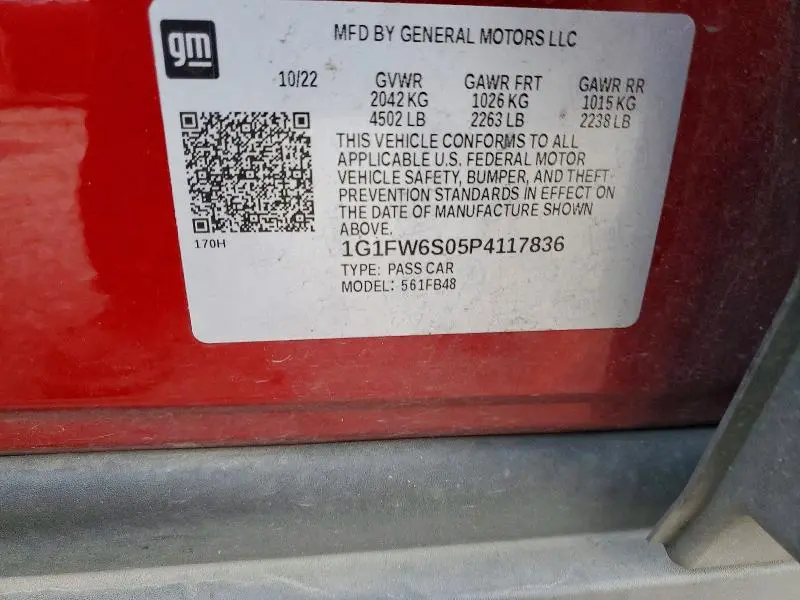 gm
MFD BY GENERAL MOTORS LLC
10/22 GVWR GAWR FRT GAWR RR
2042 KG 1026 KG 1015 KG
4502 LB 2263 LB 2238 LB
THIS VEHICLE CONFORMS TO ALL
APPLICABLE U.S. FEDERAL MOTOR
VEHICLE SAFETY, BUMPER, AND THEFT
PREVENTION STANDARDS IN EFFECT ON
THE DATE OF MANUFACTURE SHOWN
ABOVE.
170H
1G1FW6S05P4117836
TYPE: PASS CAR
MODEL: 561FB48